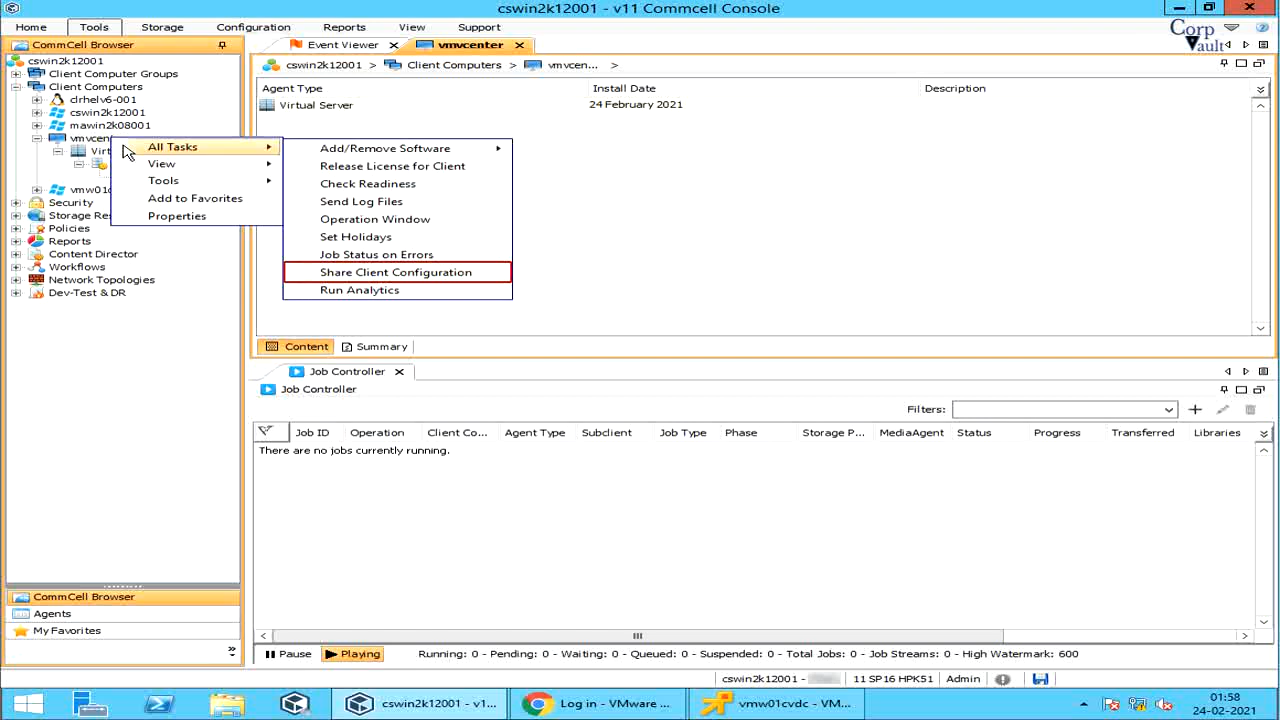 cswin2k12001 - v11 Commcell Console
Home Tools Storage Configuration Reports View Support
Corp Vault
CommCell Browser
cswin2k12001
Client Computer Groups
Client Computers
clrhelv6-001
cswin2k12001
mawin2k08001
vmvcen
Virt
vmw01c
Security
Storage Res
Policies
Reports
Content Director
Workflows
Network Topologies
Dev-Test & DR
All Tasks
View
Tools
Add to Favorites
Properties
Add/Remove Software
Release License for Client
Check Readiness
Send Log Files
Operation Window
Set Holidays
Job Status on Errors
Share Client Configuration
Run Analytics
CommCell Browser
Agents
My Favorites
Event Viewer vmvcenter
cswin2k12001 > Client Computers > vmvcen... >
Agent Type Install Date Description
Virtual Server 24 February 2021
Content Summary
Job Controller
Job Controller
Filters:
Job ID Operation Client Co... Agent Type Subclient Job Type Phase Storage P... MediaAgent Status Progress Transferred Libraries
There are no jobs currently running.
Pause Playing Running: 0 - Pending: 0 - Waiting: 0 - Queued: 0 - Suspended: 0 - Total Jobs: 0 - Job Streams: 0 - High Watermark: 600
cswin2k12001 - 11 SP16 HPK51 Admin
cswin2k12001 - v1... Log in - VMware ... vmw01cvdc - VM...
01:58
24-02-2021